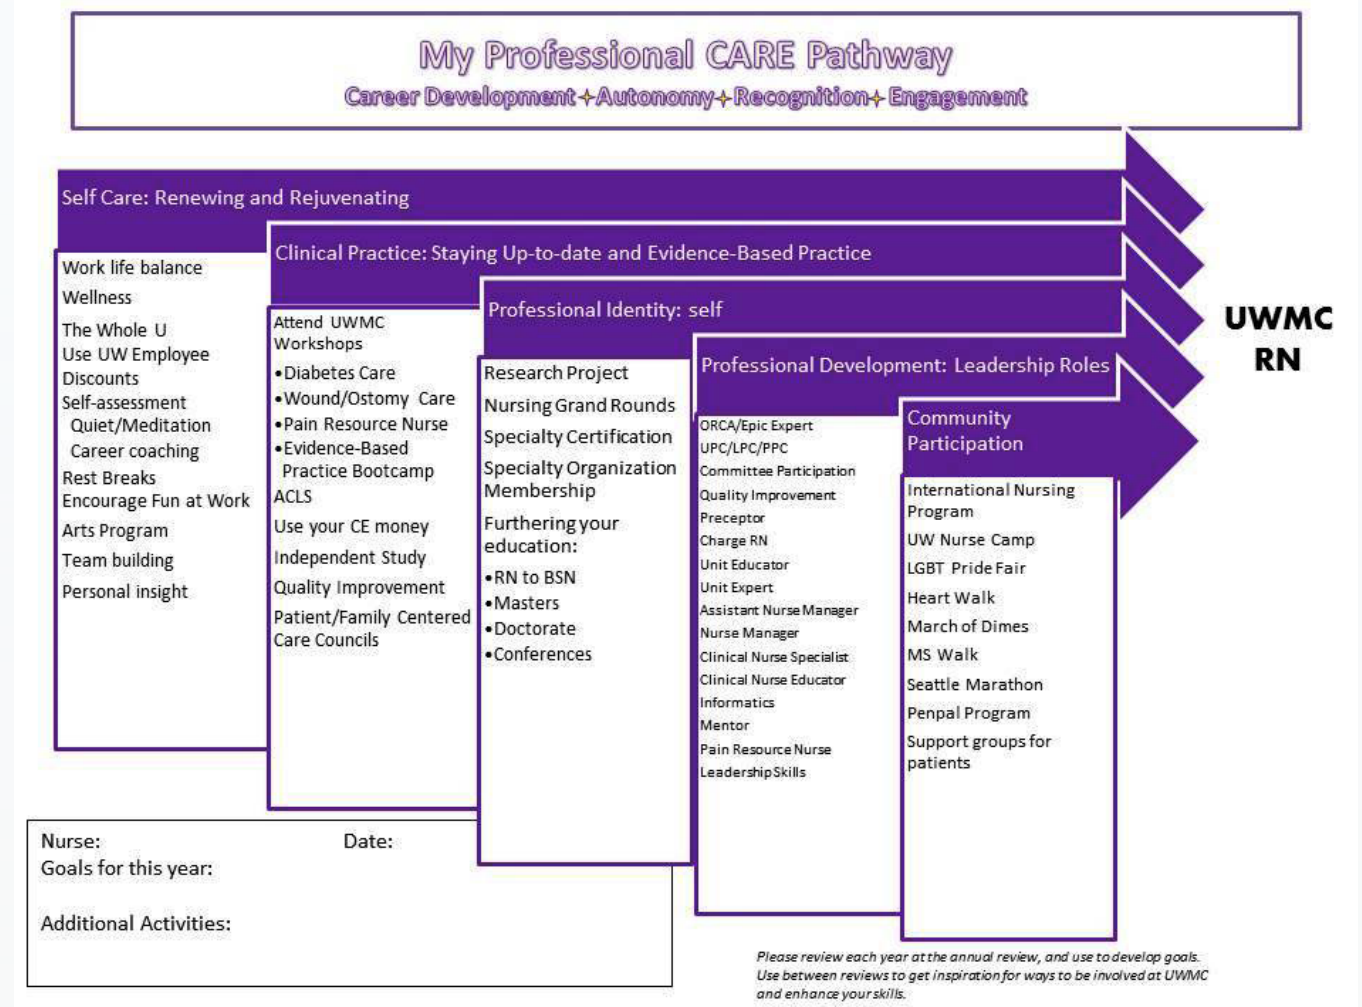 My Professional CARE Pathway
Career Development✦Autonomy✦Recognition✦Engagement
Self Care: Renewing and Rejuvenating
Work life balance
Wellness
The Whole U
Use UW Employee
Discounts
Self-assessment
Quiet/Meditation
Career coaching
Rest Breaks
Encourage Fun at Work
Arts Program
Team building
Personal insight
Clinical Practice: Staying Up-to-date and Evidence-Based Practice
Attend UWMC
Workshops
•Diabetes Care
•Wound/Ostomy Care
•Pain Resource Nurse
•Evidence-Based
Practice Bootcamp
ACLS
Use your CE money
Independent Study
Quality Improvement
Patient/Family Centered
Care Councils
Professional Identity: self
Research Project
Nursing Grand Rounds
Specialty Certification
Specialty Organization
Membership
Furthering your
education:
•RN to BSN
•Masters
•Doctorate
•Conferences
Professional Development: Leadership Roles
ORCA/Epic Expert
UPC/LPC/PPC
Committee Participation
Quality Improvement
Preceptor
Charge RN
Unit Educator
Unit Expert
Assistant Nurse Manager
Nurse Manager
Clinical Nurse Specialist
Clinical Nurse Educator
Informatics
Mentor
Pain Resource Nurse
Leadership Skills
Community
Participation
International Nursing
Program
UW Nurse Camp
LGBT Pride Fair
Heart Walk
March of Dimes
MS Walk
Seattle Marathon
Penpal Program
Support groups for
patients
UWMC
RN
Nurse: Date:
Goals for this year:
Additional Activities:
Please review each year at the annual review, and use to develop goals.
Use between reviews to get inspiration for ways to be involved at UWMC
and enhance your skills.